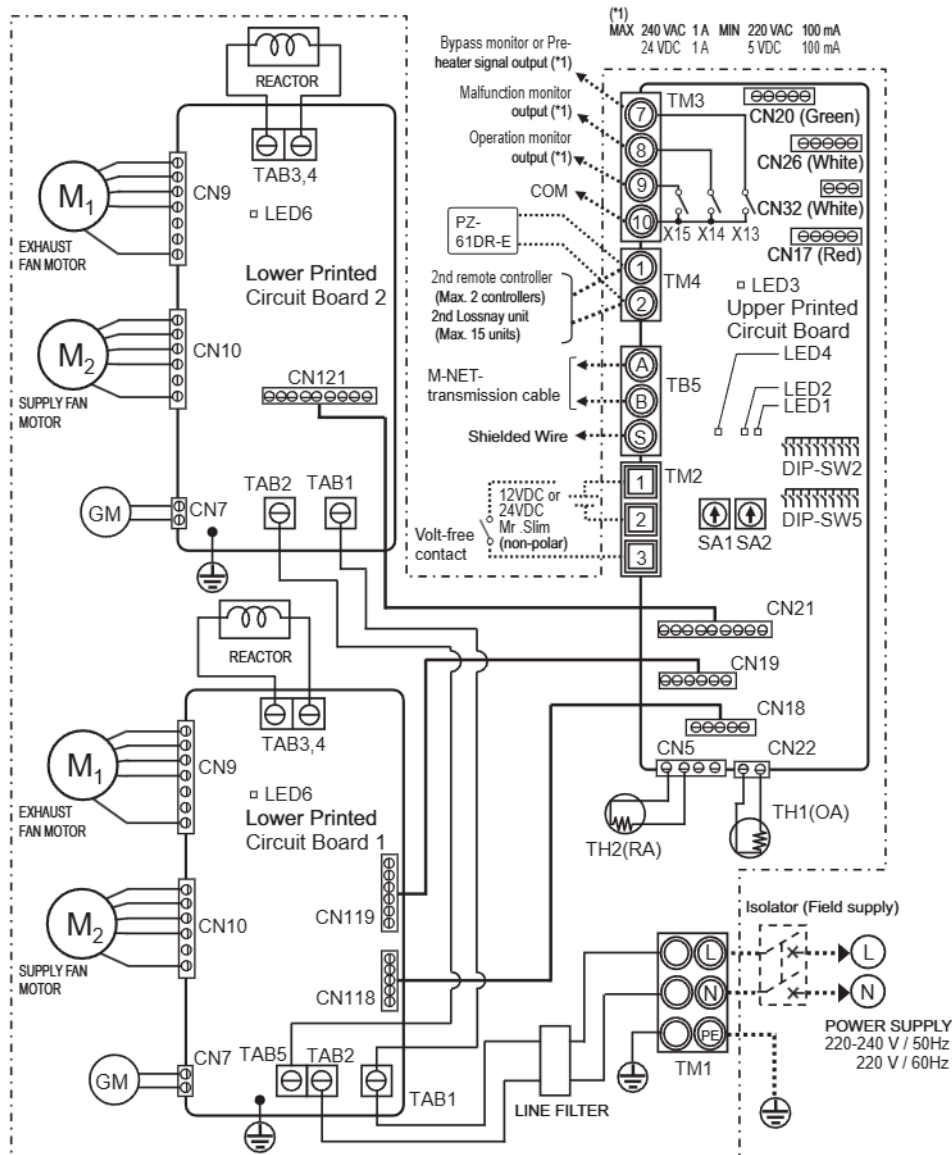 (*1)
MAX 240 VAC 1 A MIN 220 VAC 100 mA
24 VDC 1 A 5 VDC 100 mA
REACTOR
TAB3,4
M1
EXHAUST
FAN MOTOR
CN9
LED6
Lower Printed
Circuit Board 2
M2
SUPPLY FAN
MOTOR
CN10
CN121
TAB2
TAB1
GM
CN7
Bypass monitor or Pre-
heater signal output (*1)
Malfunction monitor
output (*1)
Operation monitor
output (*1)
COM
PZ-
61DR-E
2nd remote controller
(Max. 2 controllers)
2nd Lossnay unit
(Max. 15 units)
M-NET-
transmission cable
Shielded Wire
12VDC or
24VDC
Mr .Slim
(non-polar)
Volt-free
contact
TM3
7
8
9
10
X15 X14 X13
TM4
1
2
TB5
A
B
S
TM2
1
2
3
CN20 (Green)
CN26 (White)
CN32 (White)
CN17 (Red)
LED3
Upper Printed
Circuit Board
LED4
LED2
LED1
DIP-SW2
DIP-SW5
SA1 SA2
CN21
CN19
CN18
CN5
CN22
TH2(RA)
TH1(OA)
REACTOR
TAB3,4
M1
EXHAUST
FAN MOTOR
CN9
LED6
Lower Printed
Circuit Board 1
M2
SUPPLY FAN
MOTOR
CN10
CN119
CN118
GM
CN7
TAB5
TAB2
TAB1
LINE FILTER
TM1
L
N
PE
Isolator (Field supply)
L
N
POWER SUPPLY
220-240 V / 50Hz
220 V / 60Hz